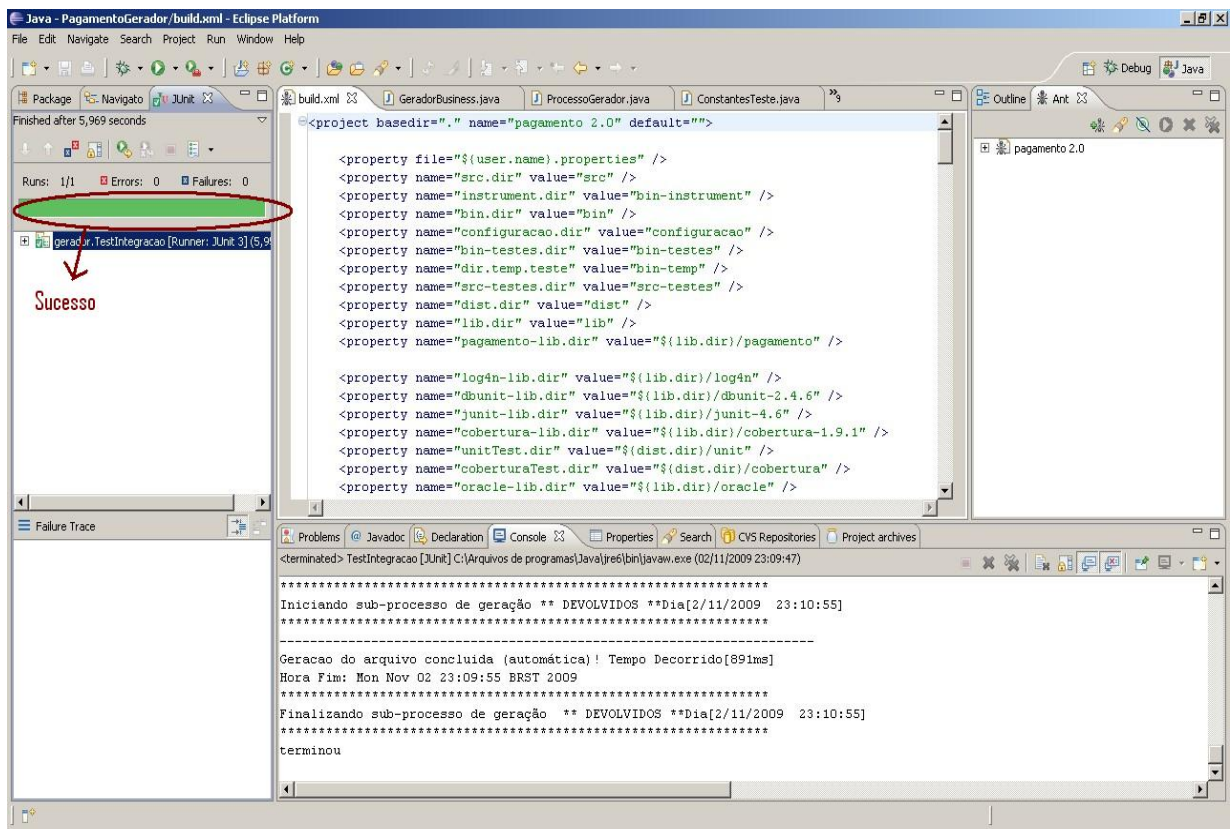 Java - PagamentoGerador/build.xml - Eclipse Platform
File Edit Navigate Search Project Run Window Help
Debug Java
Package Navigato JUnit
Finished after 5,969 seconds
Runs: 1/1 Errors: 0 Failures: 0
gerador.TestIntegracao [Runner: JUnit 3] (5,9
Sucesso
Failure Trace
build.xml GeradorBusiness.java ProcessoGerador.java ConstantesTeste.java »9
<project basedir="." name="pagamento 2.0" default="">
<property file="${user.name}.properties" />
<property name="src.dir" value="src" />
<property name="instrument.dir" value="bin-instrument" />
<property name="bin.dir" value="bin" />
<property name="configuracao.dir" value="configuracao" />
<property name="bin-testes.dir" value="bin-testes" />
<property name="dir.temp.teste" value="bin-temp" />
<property name="src-testes.dir" value="src-testes" />
<property name="dist.dir" value="dist" />
<property name="lib.dir" value="lib" />
<property name="pagamento-lib.dir" value="${lib.dir}/pagamento" />
<property name="log4n-lib.dir" value="${lib.dir}/log4n" />
<property name="dbunit-lib.dir" value="${lib.dir}/dbunit-2.4.6" />
<property name="junit-lib.dir" value="${lib.dir}/junit-4.6" />
<property name="cobertura-lib.dir" value="${lib.dir}/cobertura-1.9.1" />
<property name="unitTest.dir" value="${dist.dir}/unit" />
<property name="coberturaTest.dir" value="${dist.dir}/cobertura" />
<property name="oracle-lib.dir" value="${lib.dir}/oracle" />
Outline Ant
pagamento 2.0
Problems Javadoc Declaration Console Properties Search CVS Repositories Project archives
<terminated> TestIntegracao [JUnit] C:\Arquivos de programas\Java\jre6\bin\javaw.exe (02/11/2009 23:09:47)
****************************************************************
Iniciando sub-processo de geração ** DEVOLVIDOS **Dia[2/11/2009  23:10:55]
****************************************************************
----------------------------------------------------------------------
Geracao do arquivo concluida (automática)! Tempo Decorrido[891ms]
Hora Fim: Mon Nov 02 23:09:55 BRST 2009
****************************************************************
Finalizando sub-processo de geração  ** DEVOLVIDOS **Dia[2/11/2009  23:10:55]
****************************************************************
terminou